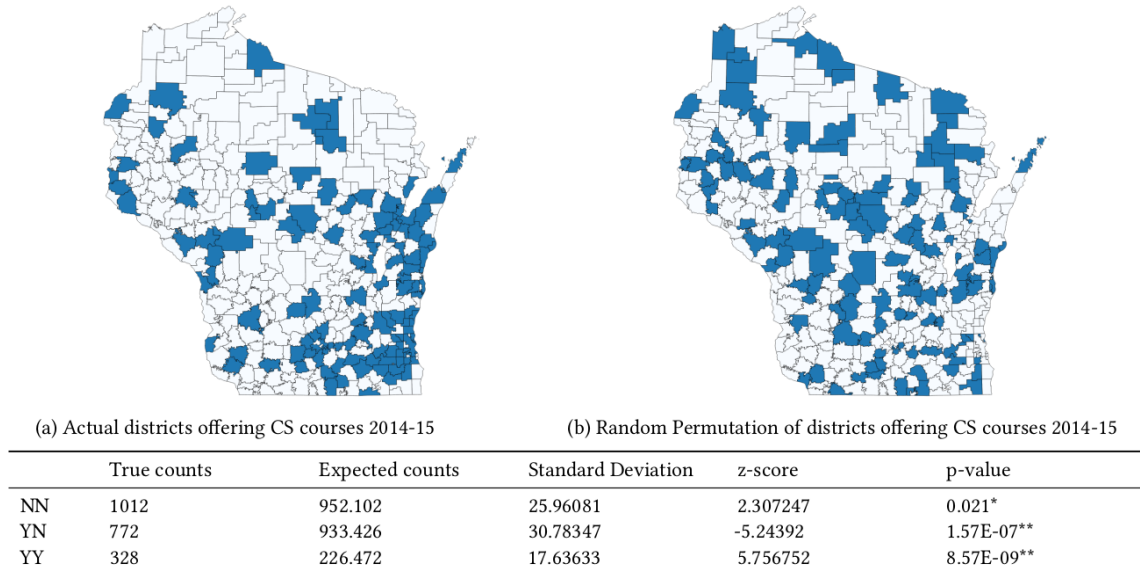 (a) Actual districts offering CS courses 2014-15
(b) Random Permutation of districts offering CS courses 2014-15
True counts Expected counts Standard Deviation z-score p-value
NN 1012 952.102 25.96081 2.307247 0.021*
YN 772 933.426 30.78347 -5.24392 1.57E-07**
YY 328 226.472 17.63633 5.756752 8.57E-09**